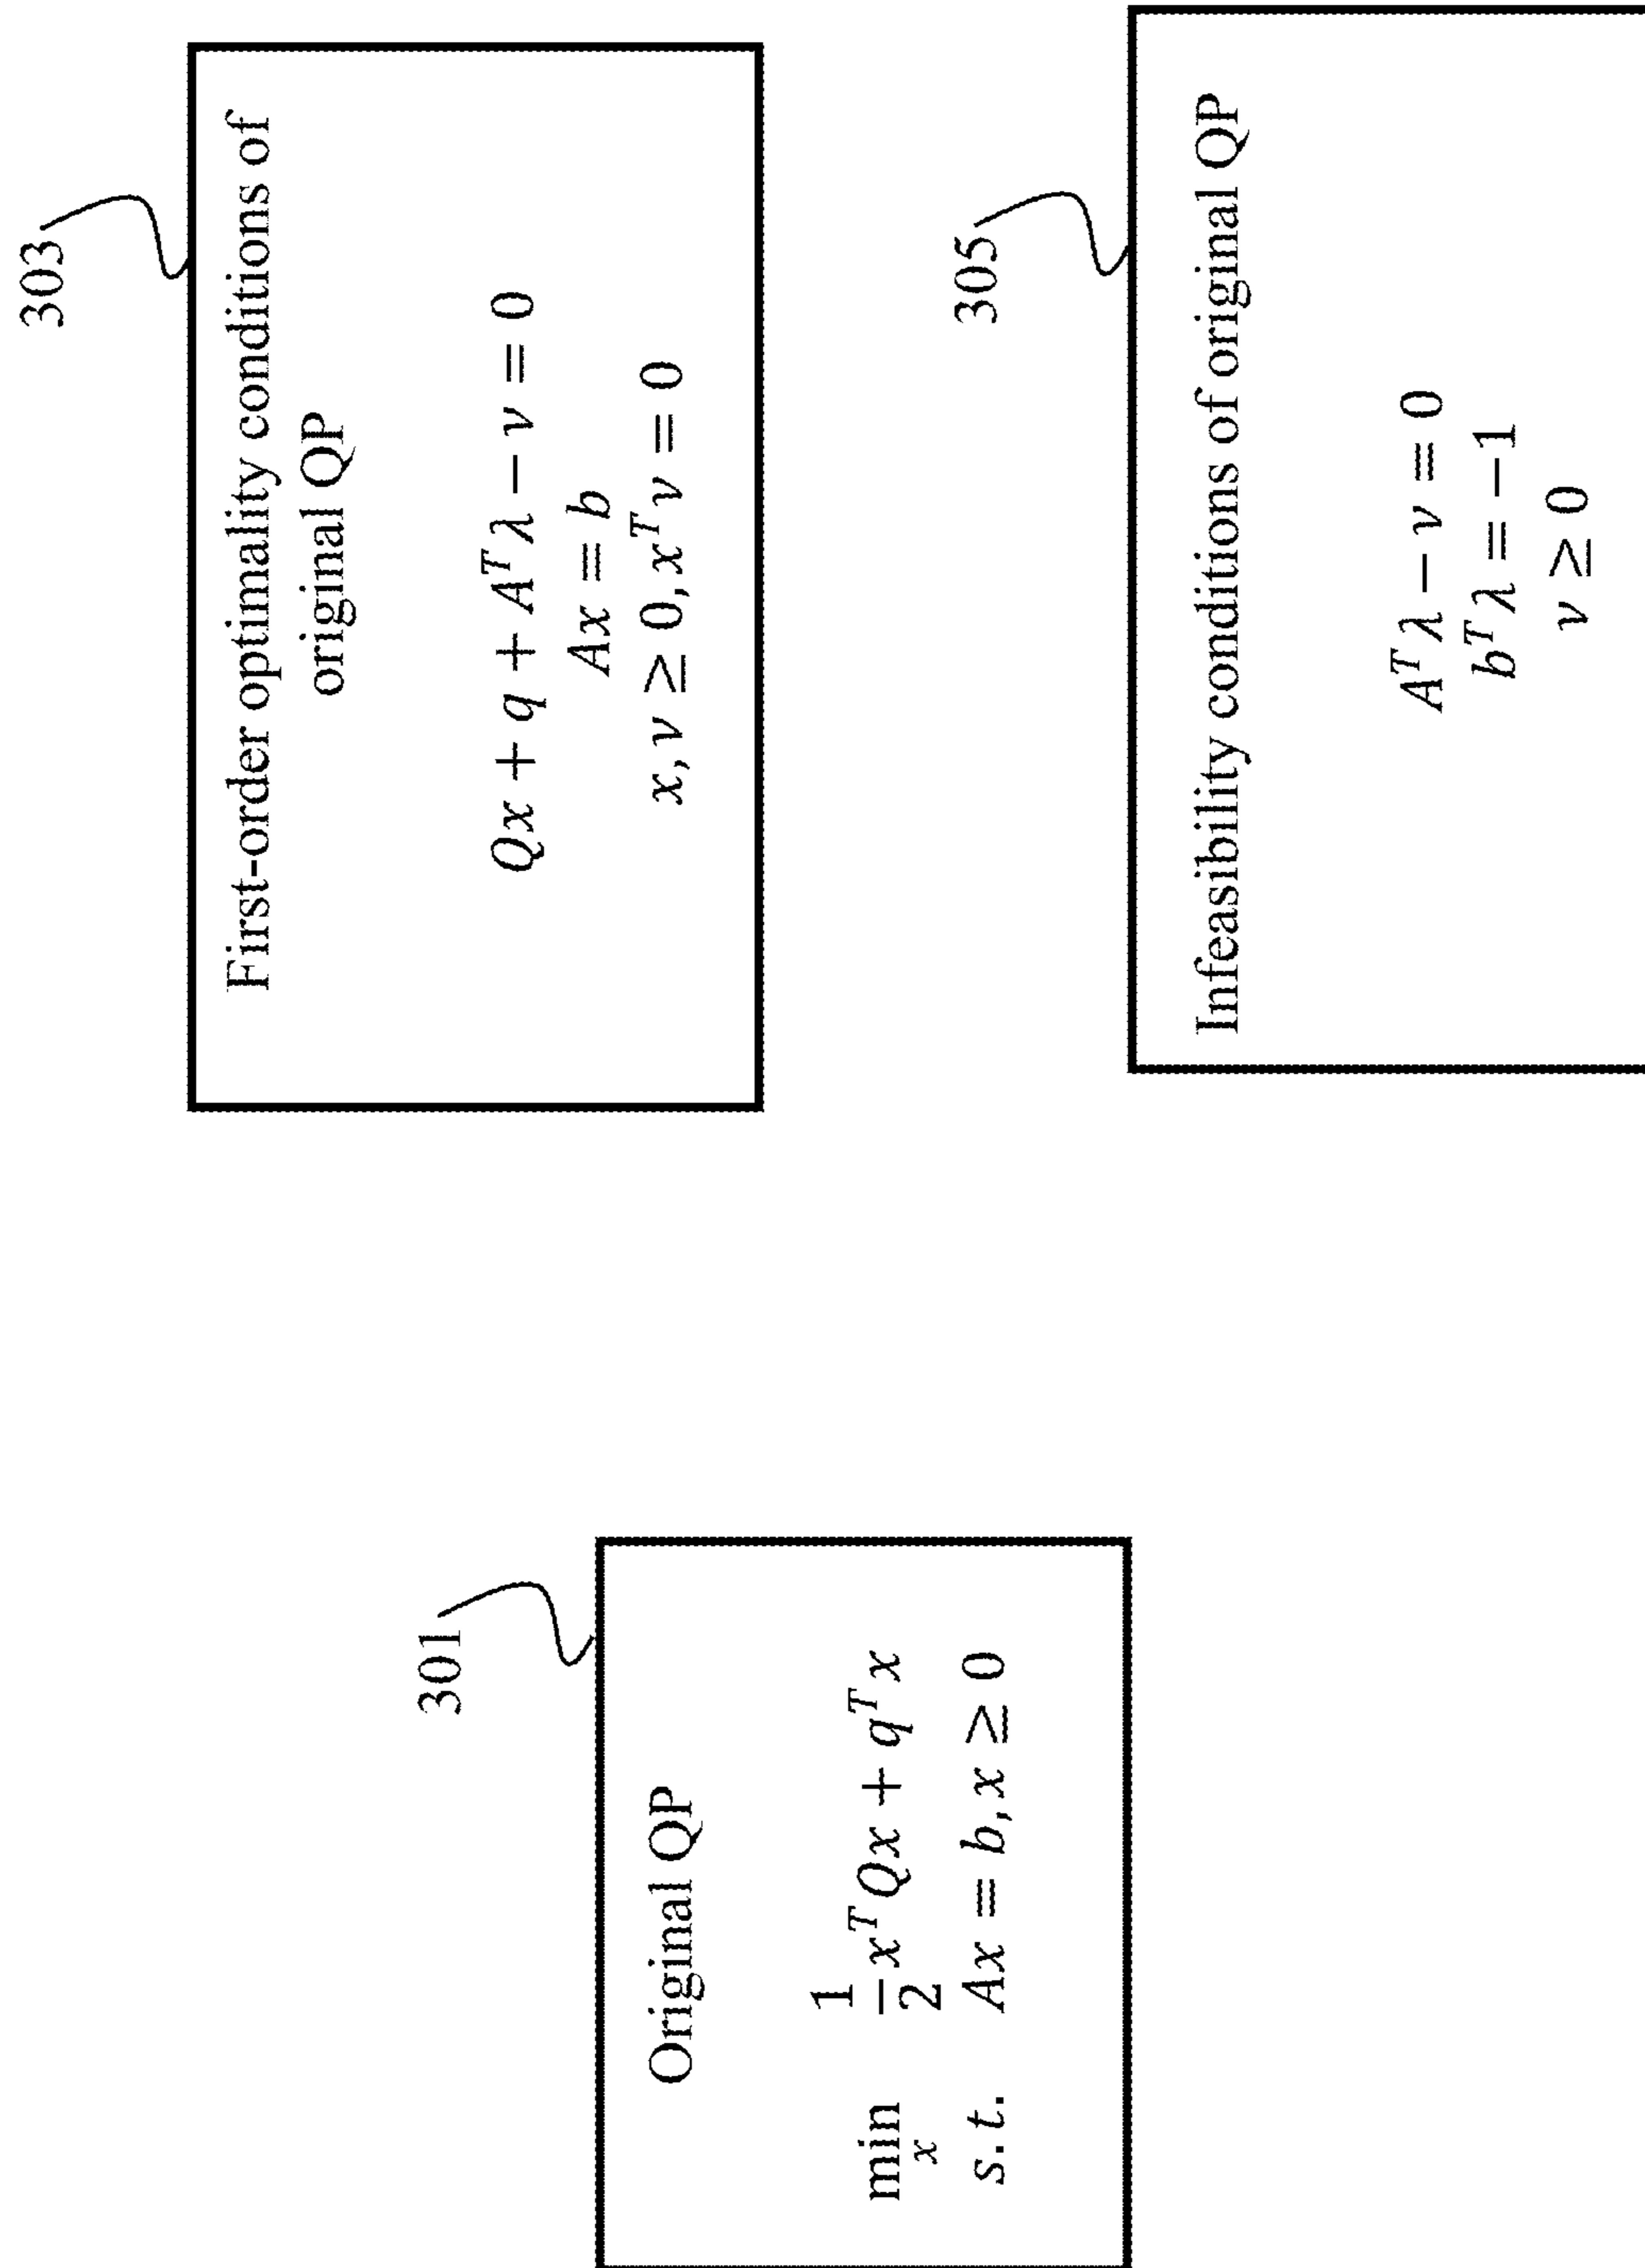 301
Original QP
min_x 1/2 x^T Qx + q^T x
s.t. Ax = b, x ≥ 0
303
First-order optimality conditions of
original QP
Qx + q + A^T λ − ν = 0
Ax = b
x, ν ≥ 0, x^T ν = 0
305
Infeasibility conditions of original QP
A^T λ − ν = 0
b^T λ = −1
ν ≥ 0